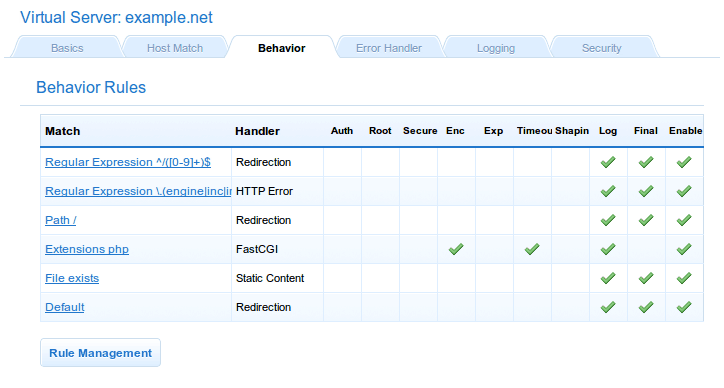 Virtual Server: example.net
Basics Host Match Behavior Error Handler Logging Security
Behavior Rules
Match Handler Auth Root Secure Enc Exp Timeou Shapin Log Final Enable
Regular Expression ^/([0-9]+)$ Redirection
Regular Expression \.(engine|inc|in HTTP Error
Path / Redirection
Extensions php FastCGI
File exists Static Content
Default Redirection
Rule Management